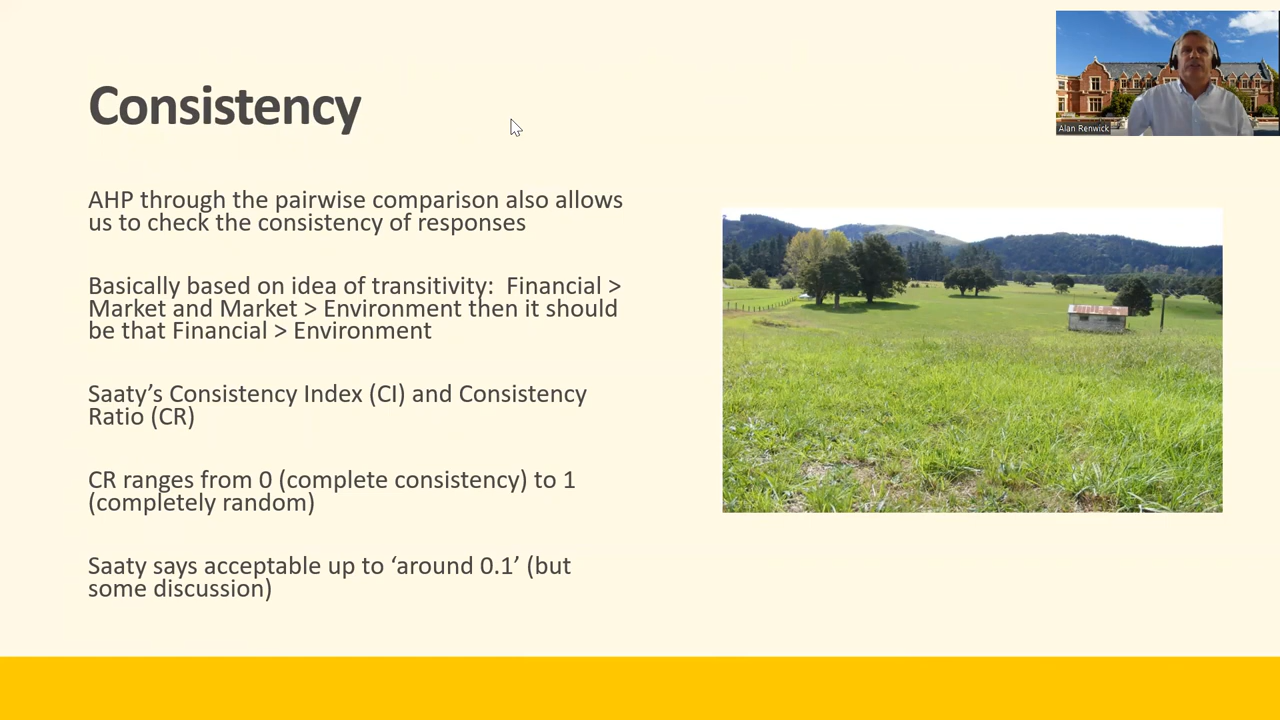 Consistency
Alan Renwick
AHP through the pairwise comparison also allows
us to check the consistency of responses
Basically based on idea of transitivity:  Financial >
Market and Market > Environment then it should
be that Financial > Environment
Saaty’s Consistency Index (CI) and Consistency
Ratio (CR)
CR ranges from 0 (complete consistency) to 1
(completely random)
Saaty says acceptable up to ‘around 0.1’ (but
some discussion)